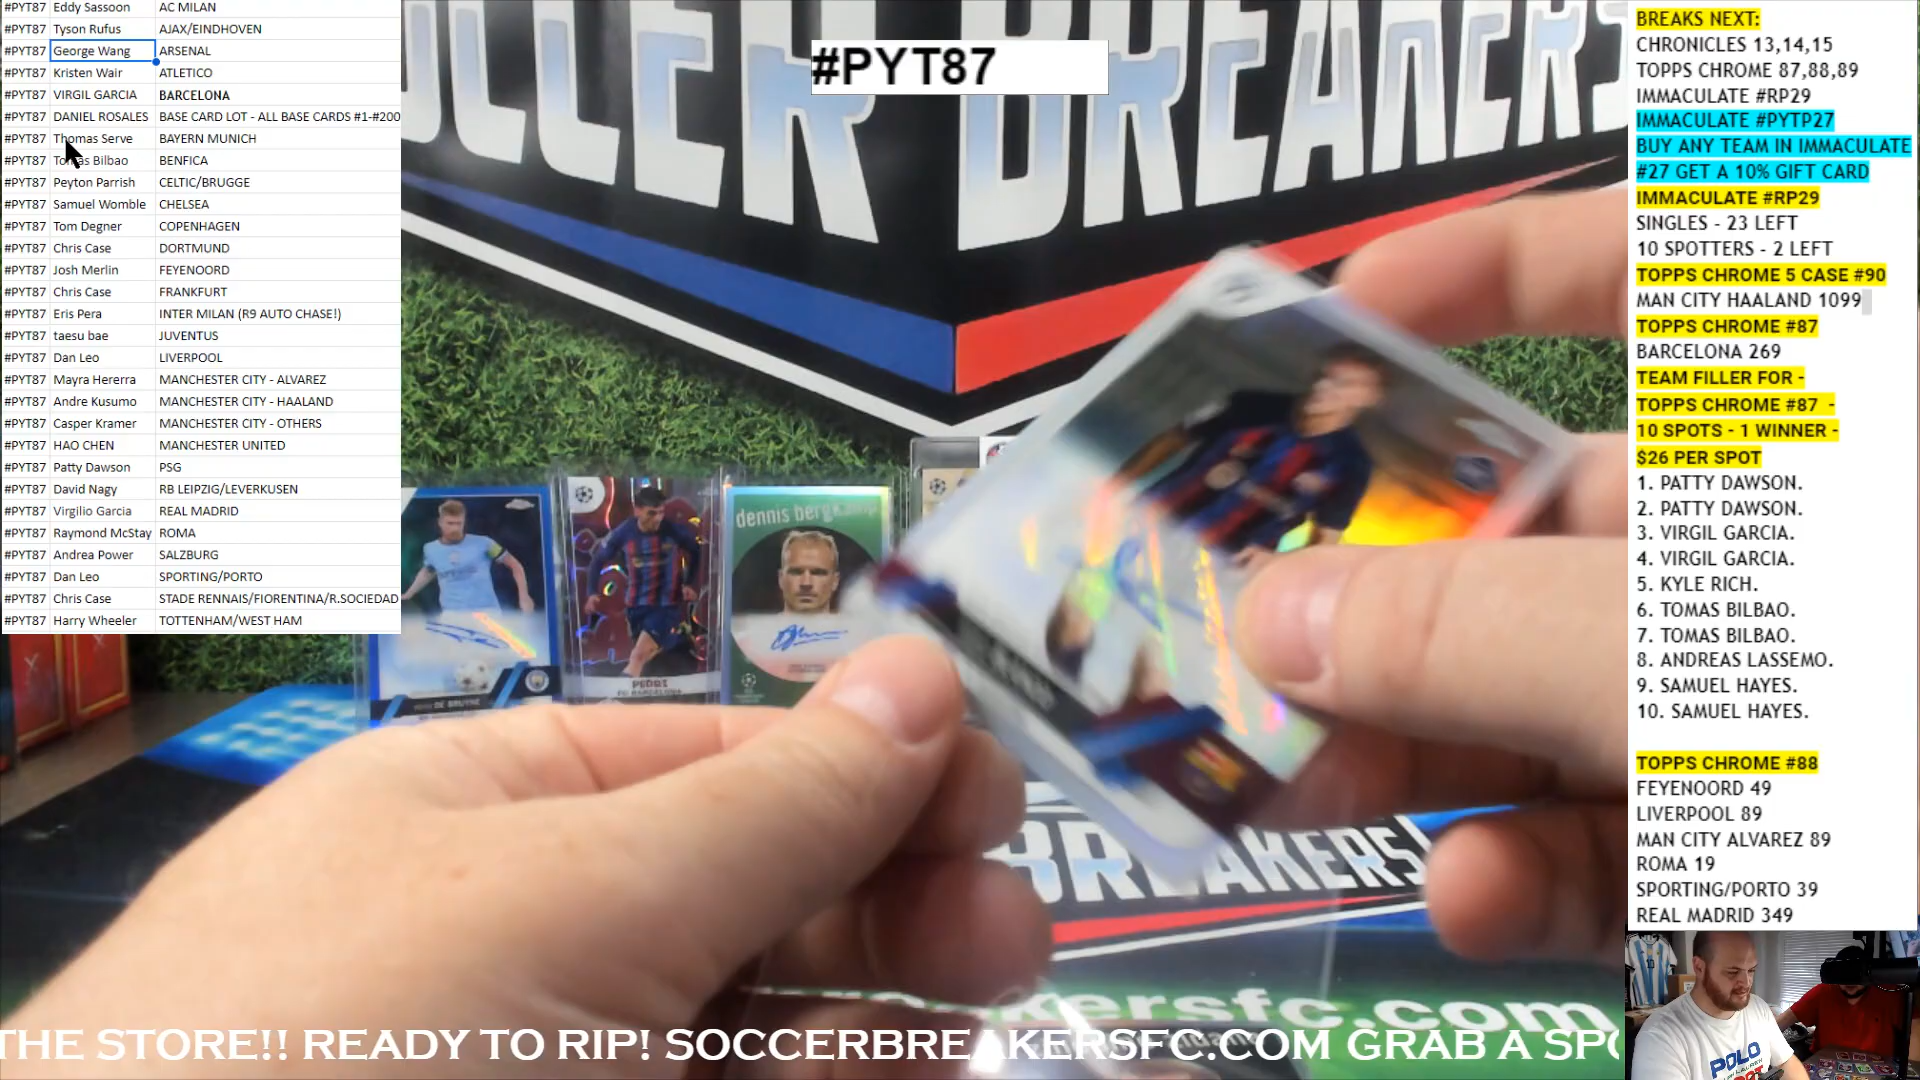 #PYT87 Eddy Sassoon AC MILAN
#PYT87 Tyson Rufus AJAX/EINDHOVEN
#PYT87 George Wang ARSENAL
#PYT87 Kristen Wair ATLETICO
#PYT87 VIRGIL GARCIA BARCELONA
#PYT87 DANIEL ROSALES BASE CARD LOT - ALL BASE CARDS #1-#200
#PYT87 Thomas Serve BAYERN MUNICH
#PYT87 Bilbao BENFICA
#PYT87 Peyton Parrish CELTIC/BRUGGE
#PYT87 Samuel Womble CHELSEA
#PYT87 Tom Degner COPENHAGEN
#PYT87 Chris Case DORTMUND
#PYT87 Josh Merlin FEYENOORD
#PYT87 Chris Case FRANKFURT
#PYT87 Eris Pera INTER MILAN (R9 AUTO CHASE!)
#PYT87 taesu bae JUVENTUS
#PYT87 Dan Leo LIVERPOOL
#PYT87 Mayra Hererra MANCHESTER CITY - ALVAREZ
#PYT87 Andre Kusumo MANCHESTER CITY - HAALAND
#PYT87 Casper Kramer MANCHESTER CITY - OTHERS
#PYT87 HAO CHEN MANCHESTER UNITED
#PYT87 Patty Dawson PSG
#PYT87 David Nagy RB LEIPZIG/LEVERKUSEN
#PYT87 Virgilio Garcia REAL MADRID
#PYT87 Raymond McStay ROMA
#PYT87 Andrea Power SALZBURG
#PYT87 Dan Leo SPORTING/PORTO
#PYT87 Chris Case STADE RENNAIS/FIORENTINA/R.SOCIEDAD
#PYT87 Harry Wheeler TOTTENHAM/WEST HAM
#PYT87
BREAKERS
dennis bergkamp
PEDRI
FC BARCELONA
DE BRUYNE
BREAKERS!
kersfc.com
THE STORE!! READY TO RIP! SOCCERBREAKERSFC.COM GRAB A SPO
BREAKS NEXT:
CHRONICLES 13,14,15
TOPPS CHROME 87,88,89
IMMACULATE #RP29
IMMACULATE #PYTP27
BUY ANY TEAM IN IMMACULATE
#27 GET A 10% GIFT CARD
IMMACULATE #RP29
SINGLES - 23 LEFT
10 SPOTTERS - 2 LEFT
TOPPS CHROME 5 CASE #90
MAN CITY HAALAND 1099
TOPPS CHROME #87
BARCELONA 269
TEAM FILLER FOR -
TOPPS CHROME #87 -
10 SPOTS - 1 WINNER -
$26 PER SPOT
1. PATTY DAWSON.
2. PATTY DAWSON.
3. VIRGIL GARCIA.
4. VIRGIL GARCIA.
5. KYLE RICH.
6. TOMAS BILBAO.
7. TOMAS BILBAO.
8. ANDREAS LASSEMO.
9. SAMUEL HAYES.
10. SAMUEL HAYES.
TOPPS CHROME #88
FEYENOORD 49
LIVERPOOL 89
MAN CITY ALVAREZ 89
ROMA 19
SPORTING/PORTO 39
REAL MADRID 349
POLO